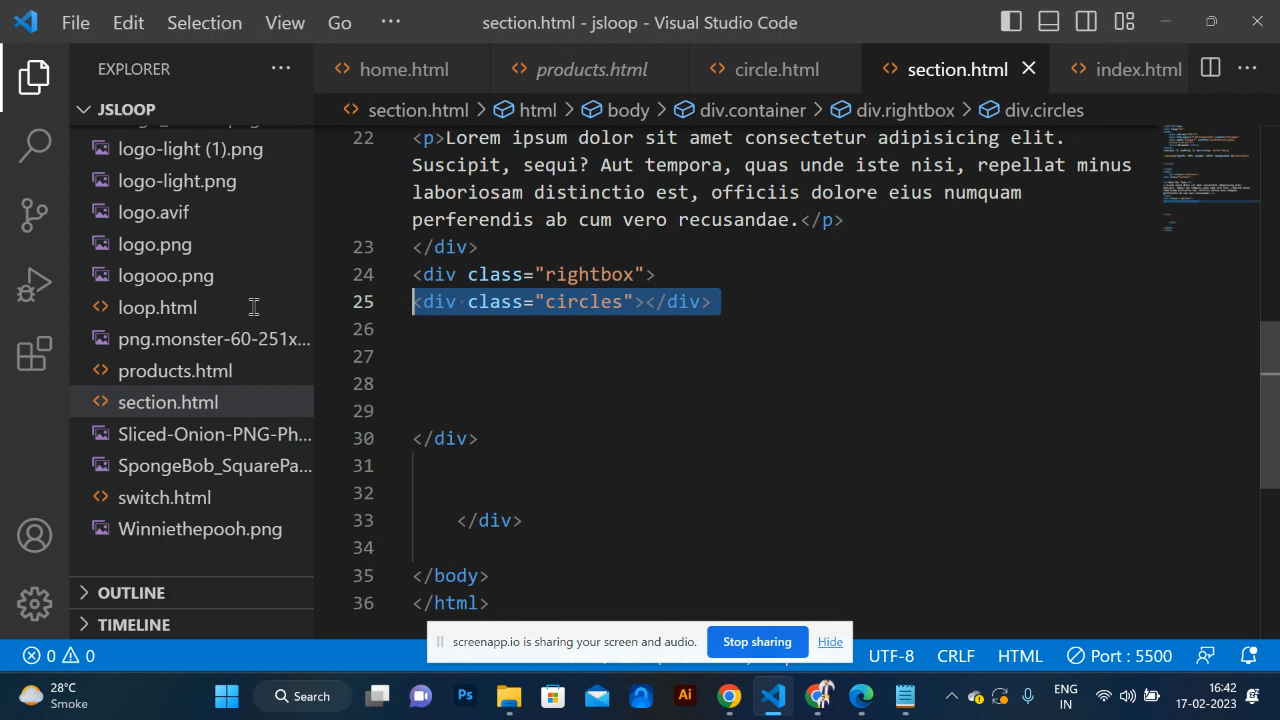 File Edit Selection View Go ··· section.html - jsloop - Visual Studio Code
EXPLORER ···
home.html products.html circle.html section.html index.html ···
JSLOOP
section.html > html > body > div.container > div.rightbox > div.circles
logo-light (1).png
logo-light.png
logo.avif
logo.png
logooo.png
loop.html
png.monster-60-251x...
products.html
section.html
Sliced-Onion-PNG-Ph...
SpongeBob_SquarePa...
switch.html
Winniethepooh.png
OUTLINE
TIMELINE
22 <p>Lorem ipsum dolor sit amet consectetur adipisicing elit.
Suscipit, sequi? Aut tempora, quas unde iste nisi, repellat minus
laboriosam distinctio est, officiis dolore eius numquam
perferendis ab cum vero recusandae.</p>
23 </div>
24 <div class="rightbox">
25 <div class="circles"></div>
26
27
28
29
30 </div>
31
32
33 </div>
34
35 </body>
36 </html>
screenapp.io is sharing your screen and audio. Stop sharing Hide
0 0 UTF-8 CRLF HTML Port : 5500
28°C
Smoke
Search
Ps
Ai
ENG
IN
16:42
17-02-2023